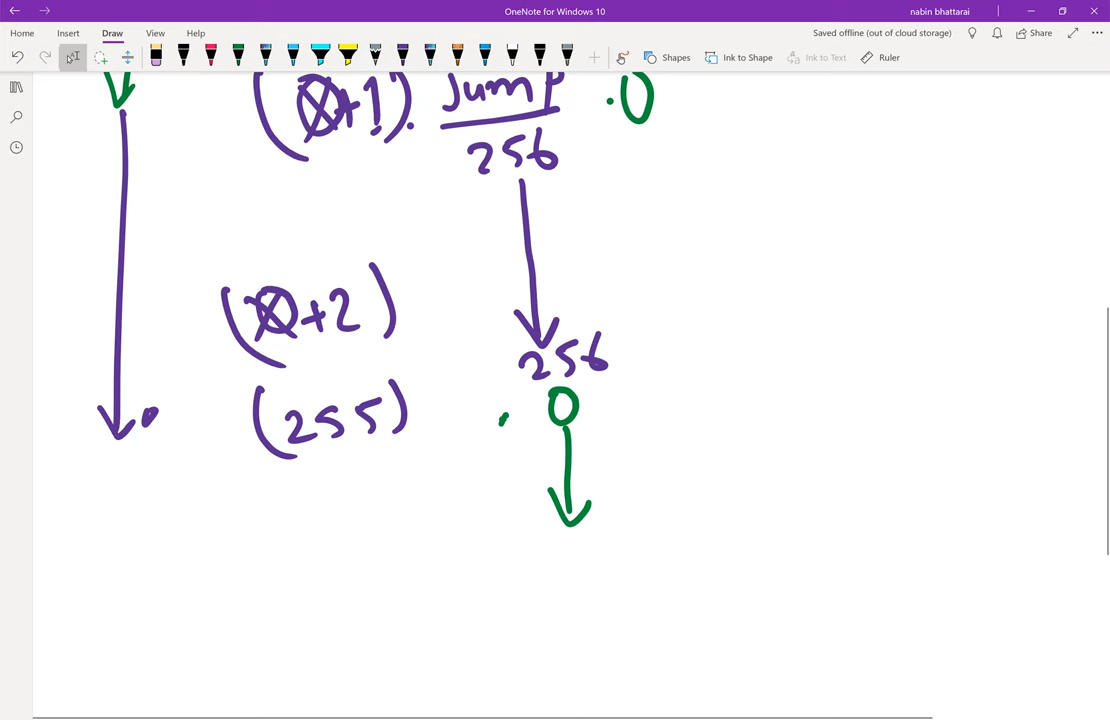 OneNote for Windows 10
nabin bhattarai
Home Insert Draw View Help
Saved offline (out of cloud storage)
Share
Shapes
Ink to Shape
Ink to Text
Ruler
(X+1). Jump .0
256
(X+2)
256
(255) . 0